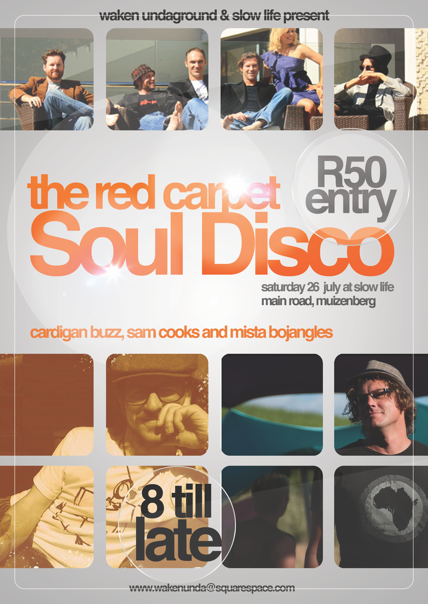 waken undaground & slow life present
R50
entry
the red carpet
Soul Disco
saturday 26 july at slow life
main road, muizenberg
cardigan buzz, sam cooks and mista bojangles
8 till
late
www.wakenunda@squarespace.com